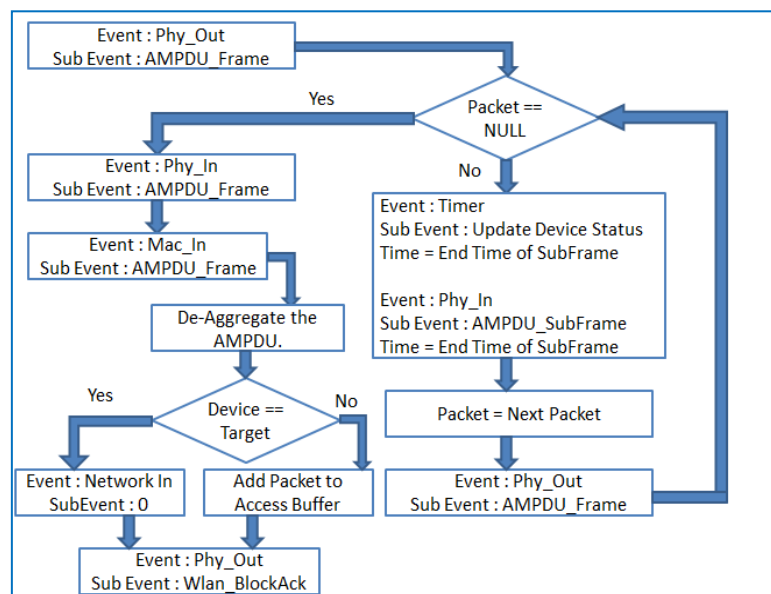 Event : Phy_Out
Sub Event : AMPDU_Frame
Packet ==
NULL
Yes
No
Event : Phy_In
Sub Event : AMPDU_Frame
Event : Mac_In
Sub Event : AMPDU_Frame
De-Aggregate the
AMPDU.
Device ==
Target
Yes
No
Event : Network In
SubEvent : 0
Add Packet to
Access Buffer
Event : Phy_Out
Sub Event : Wlan_BlockAck
Event : Timer
Sub Event : Update Device Status
Time = End Time of SubFrame
Event : Phy_In
Sub Event : AMPDU_SubFrame
Time = End Time of SubFrame
Packet = Next Packet
Event : Phy_Out
Sub Event : AMPDU_Frame